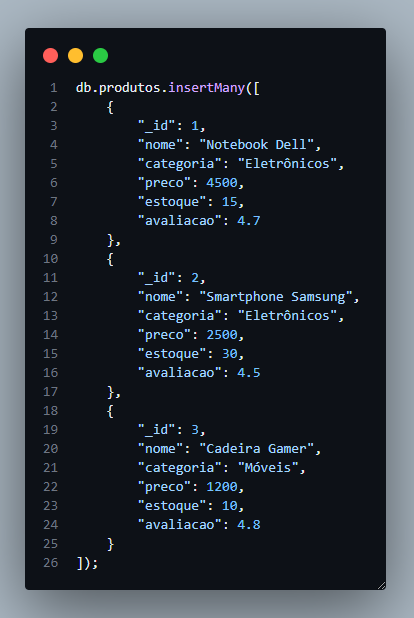 1 db.produtos.insertMany([
2     {
3         "_id": 1,
4         "nome": "Notebook Dell",
5         "categoria": "Eletrônicos",
6         "preco": 4500,
7         "estoque": 15,
8         "avaliacao": 4.7
9     },
10     {
11         "_id": 2,
12         "nome": "Smartphone Samsung",
13         "categoria": "Eletrônicos",
14         "preco": 2500,
15         "estoque": 30,
16         "avaliacao": 4.5
17     },
18     {
19         "_id": 3,
20         "nome": "Cadeira Gamer",
21         "categoria": "Móveis",
22         "preco": 1200,
23         "estoque": 10,
24         "avaliacao": 4.8
25     }
26 ]);